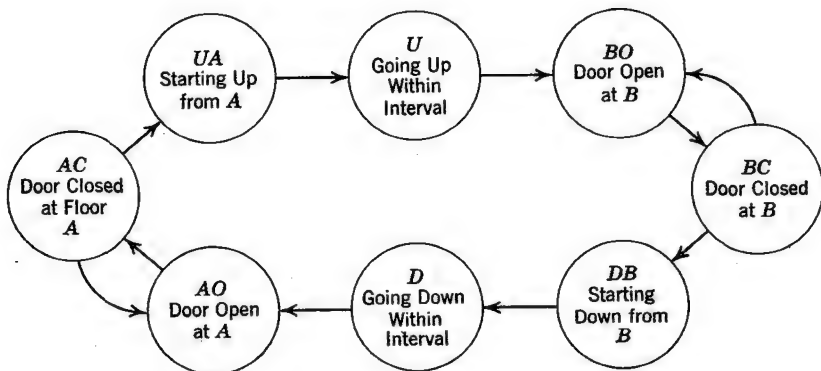 UA
Starting Up
from A
U
Going Up
Within
Interval
BO
Door Open
at B
AC
Door Closed
at Floor
A
BC
Door Closed
at B
AO
Door Open
at A
D
Going Down
Within
Interval
DB
Starting
Down from
B